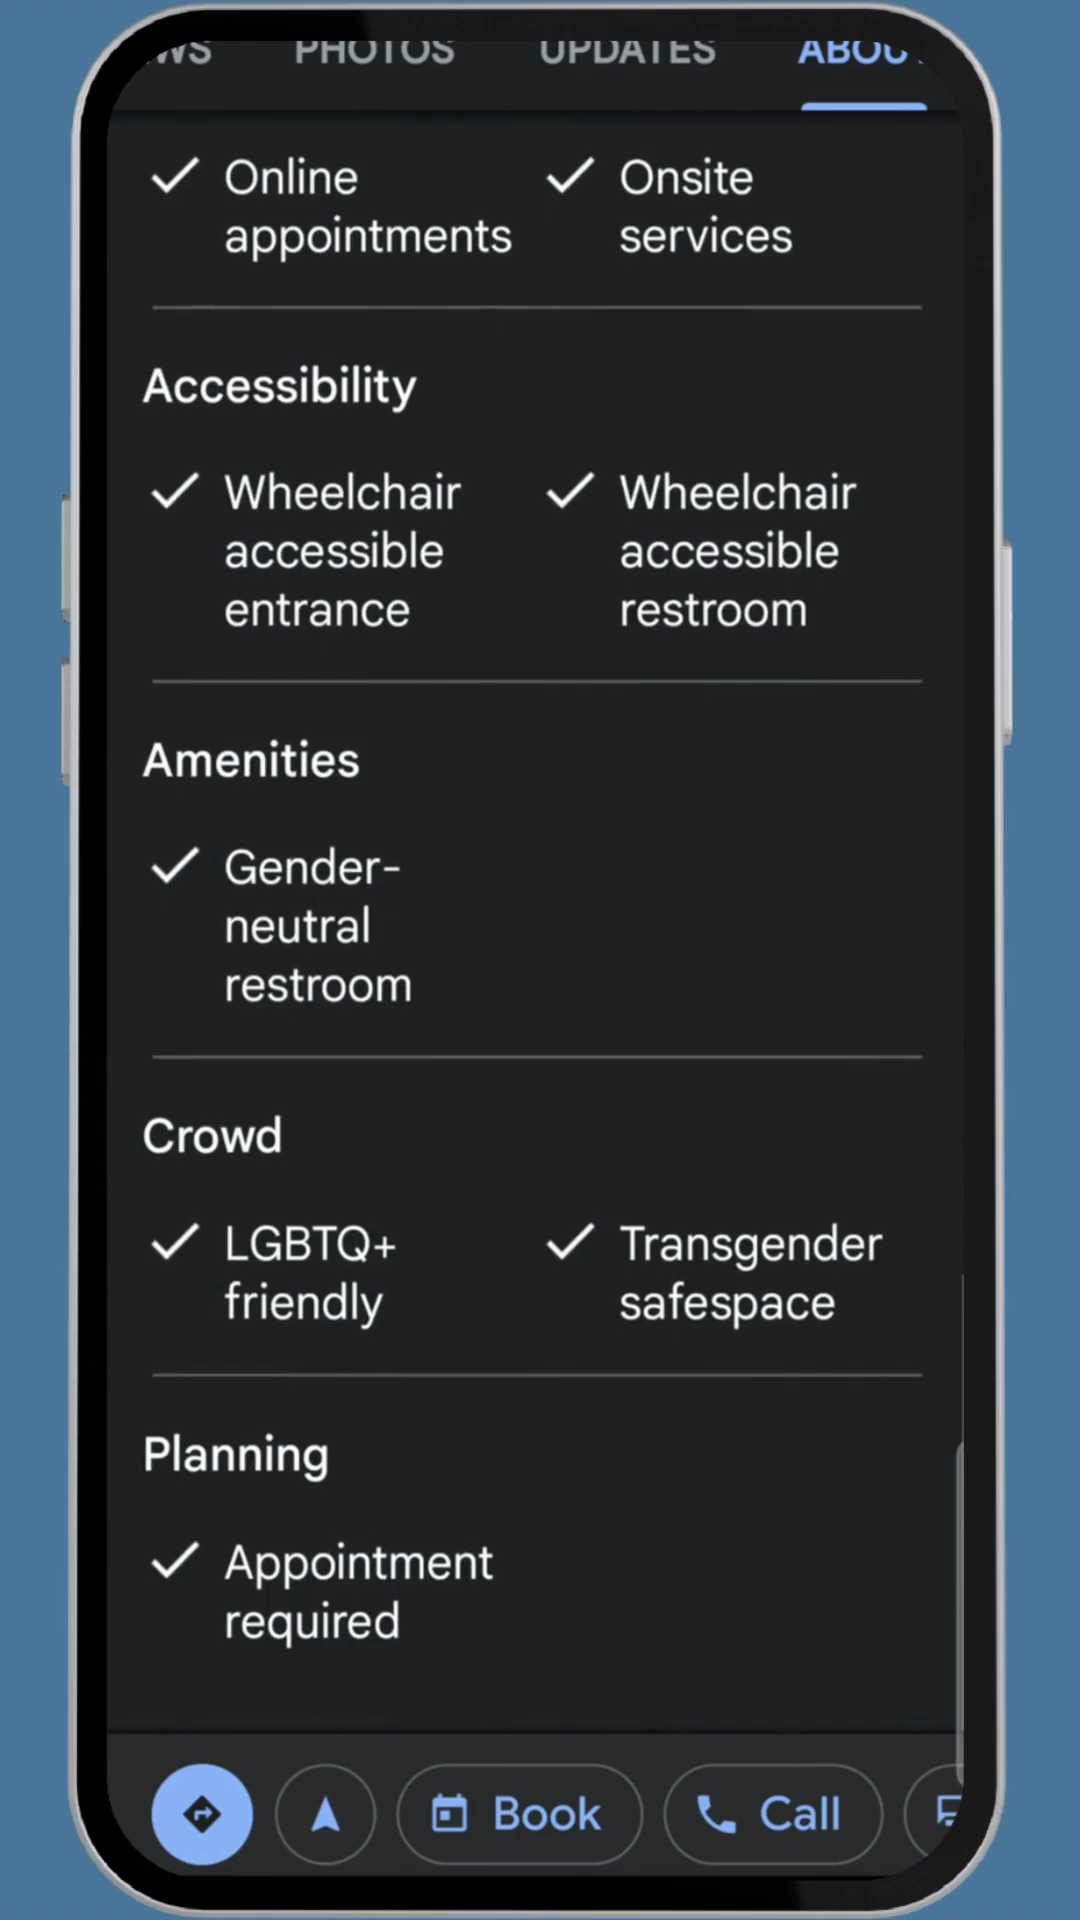 PHOTOS UPDATES
Online Onsite
appointments services
Accessibility
Wheelchair Wheelchair
accessible accessible
entrance restroom
Amenities
Gender-
neutral
restroom
Crowd
LGBTQ+ Transgender
friendly safespace
Planning
Appointment
required
Book Call